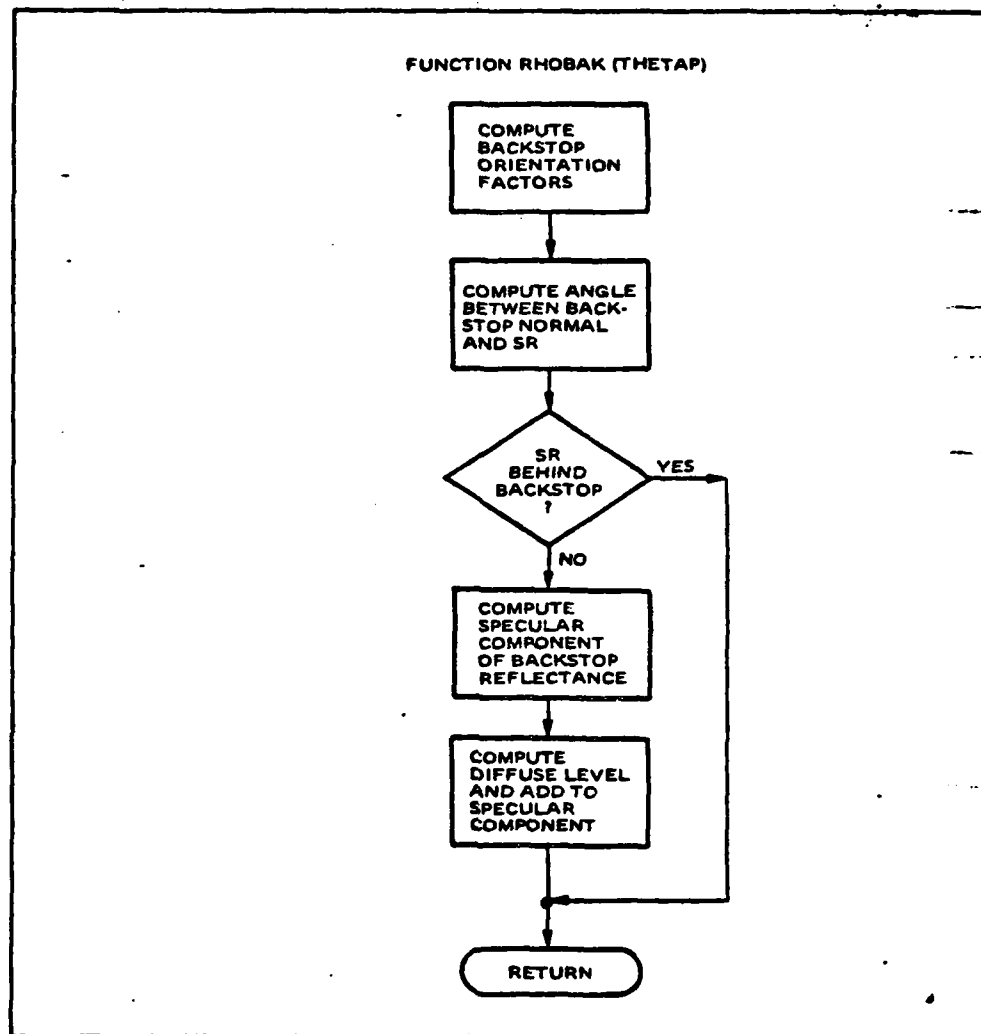 FUNCTION RHOBAK (THETAP)
COMPUTE
BACKSTOP
ORIENTATION
FACTORS
COMPUTE ANGLE
BETWEEN BACK-
STOP NORMAL
AND SR
SR
BEHIND
BACKSTOP
?
YES
NO
COMPUTE
SPECULAR
COMPONENT
OF BACKSTOP
REFLECTANCE
COMPUTE
DIFFUSE LEVEL
AND ADD TO
SPECULAR
COMPONENT
RETURN